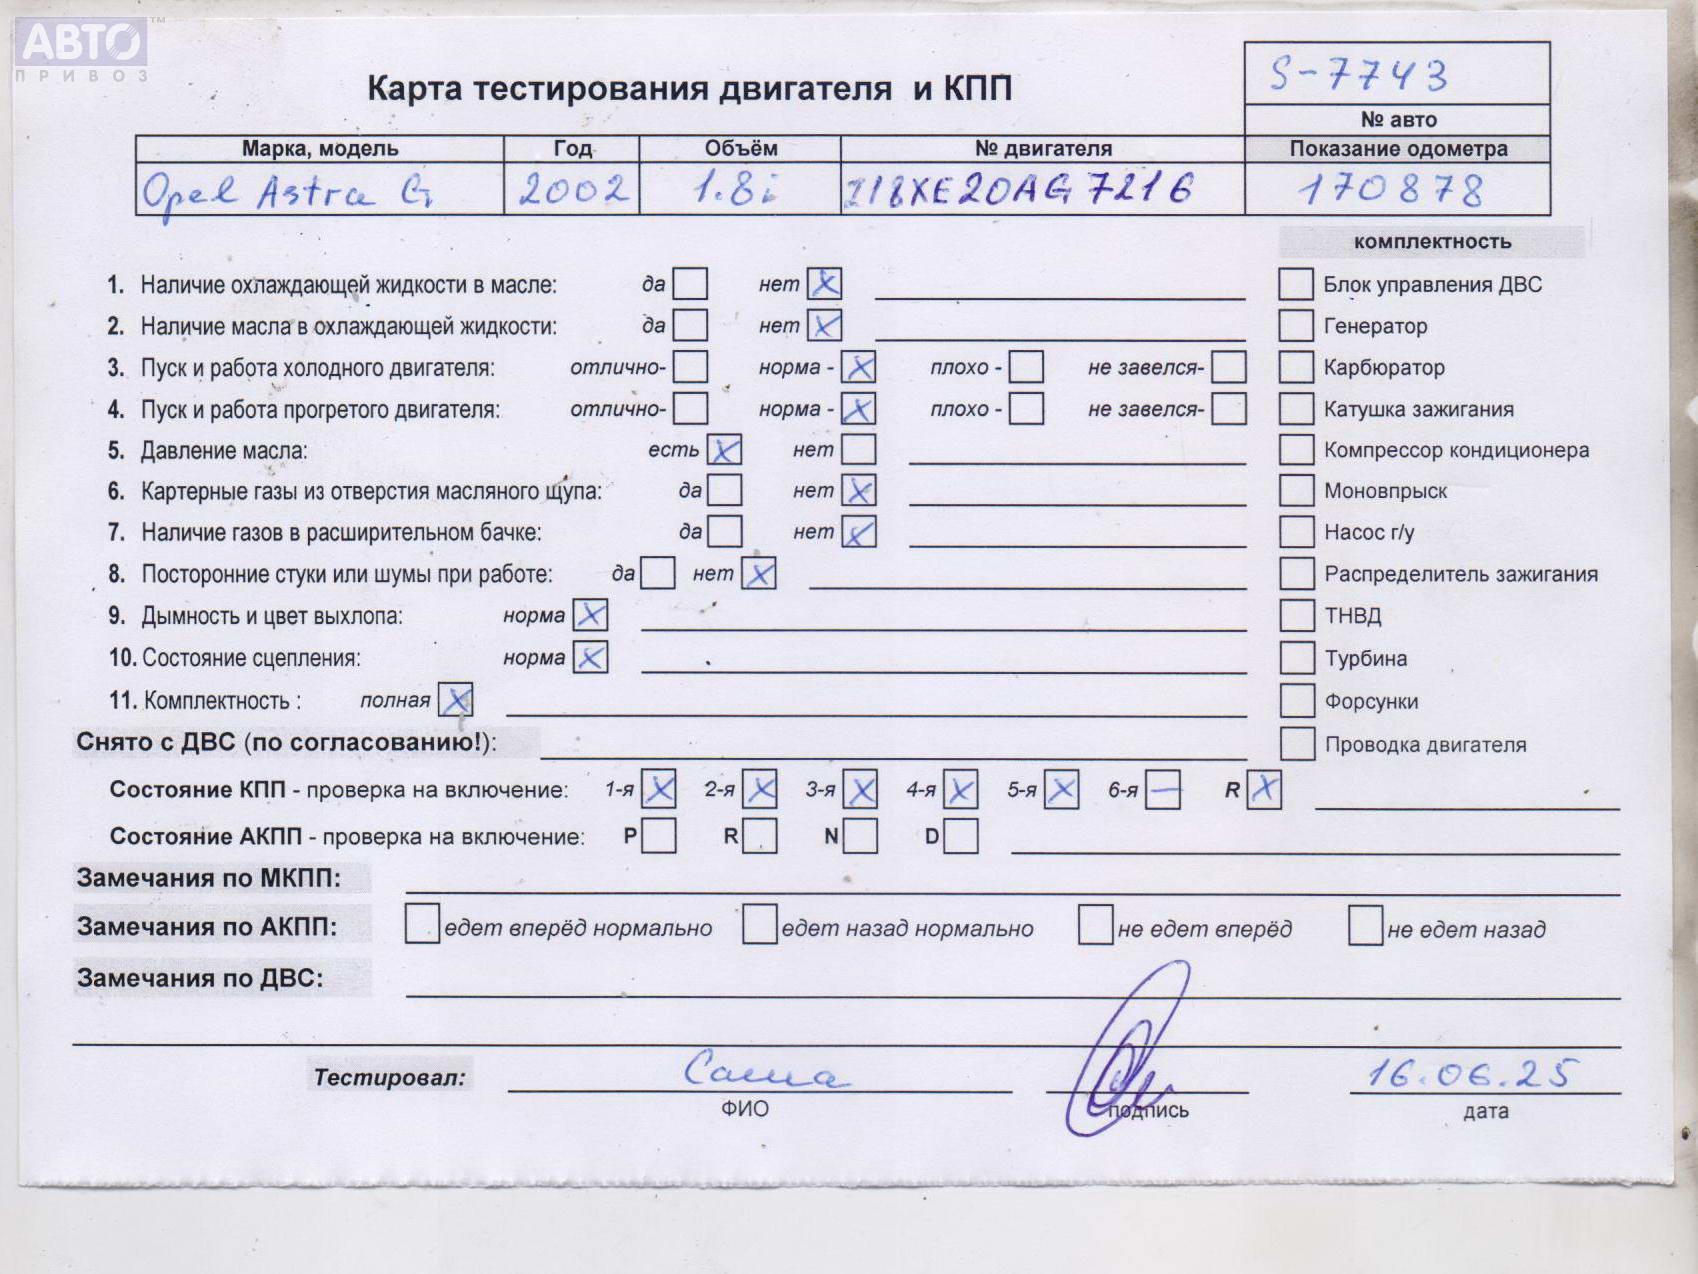 АВТО™
ПРИВОЗ
Карта тестирования двигателя и КПП
S-7743
№ авто
Марка, модель Год Объём № двигателя Показание одометра
Opel Astra G 2002 1.8i Z18XE20AG7216 170878
комплектность
1. Наличие охлаждающей жидкости в масле: да нет X Блок управления ДВС
2. Наличие масла в охлаждающей жидкости: да нет X Генератор
3. Пуск и работа холодного двигателя: отлично- норма - X плохо - не завелся- Карбюратор
4. Пуск и работа прогретого двигателя: отлично- норма - X плохо - не завелся- Катушка зажигания
5. Давление масла: есть X нет Компрессор кондиционера
6. Картерные газы из отверстия масляного щупа: да нет X Моновпрыск
7. Наличие газов в расширительном бачке: да нет X Насос г/у
8. Посторонние стуки или шумы при работе: да нет X Распределитель зажигания
9. Дымность и цвет выхлопа: норма X ТНВД
10. Состояние сцепления: норма X Турбина
11. Комплектность : полная X Форсунки
Снято с ДВС (по согласованию!): Проводка двигателя
Состояние КПП - проверка на включение: 1-я X 2-я X 3-я X 4-я X 5-я X 6-я — R X
Состояние АКПП - проверка на включение: P R N D
Замечания по МКПП:
Замечания по АКПП: едет вперёд нормально едет назад нормально не едет вперёд не едет назад
Замечания по ДВС:
Тестировал: Саша 16.06.25
ФИО подпись дата